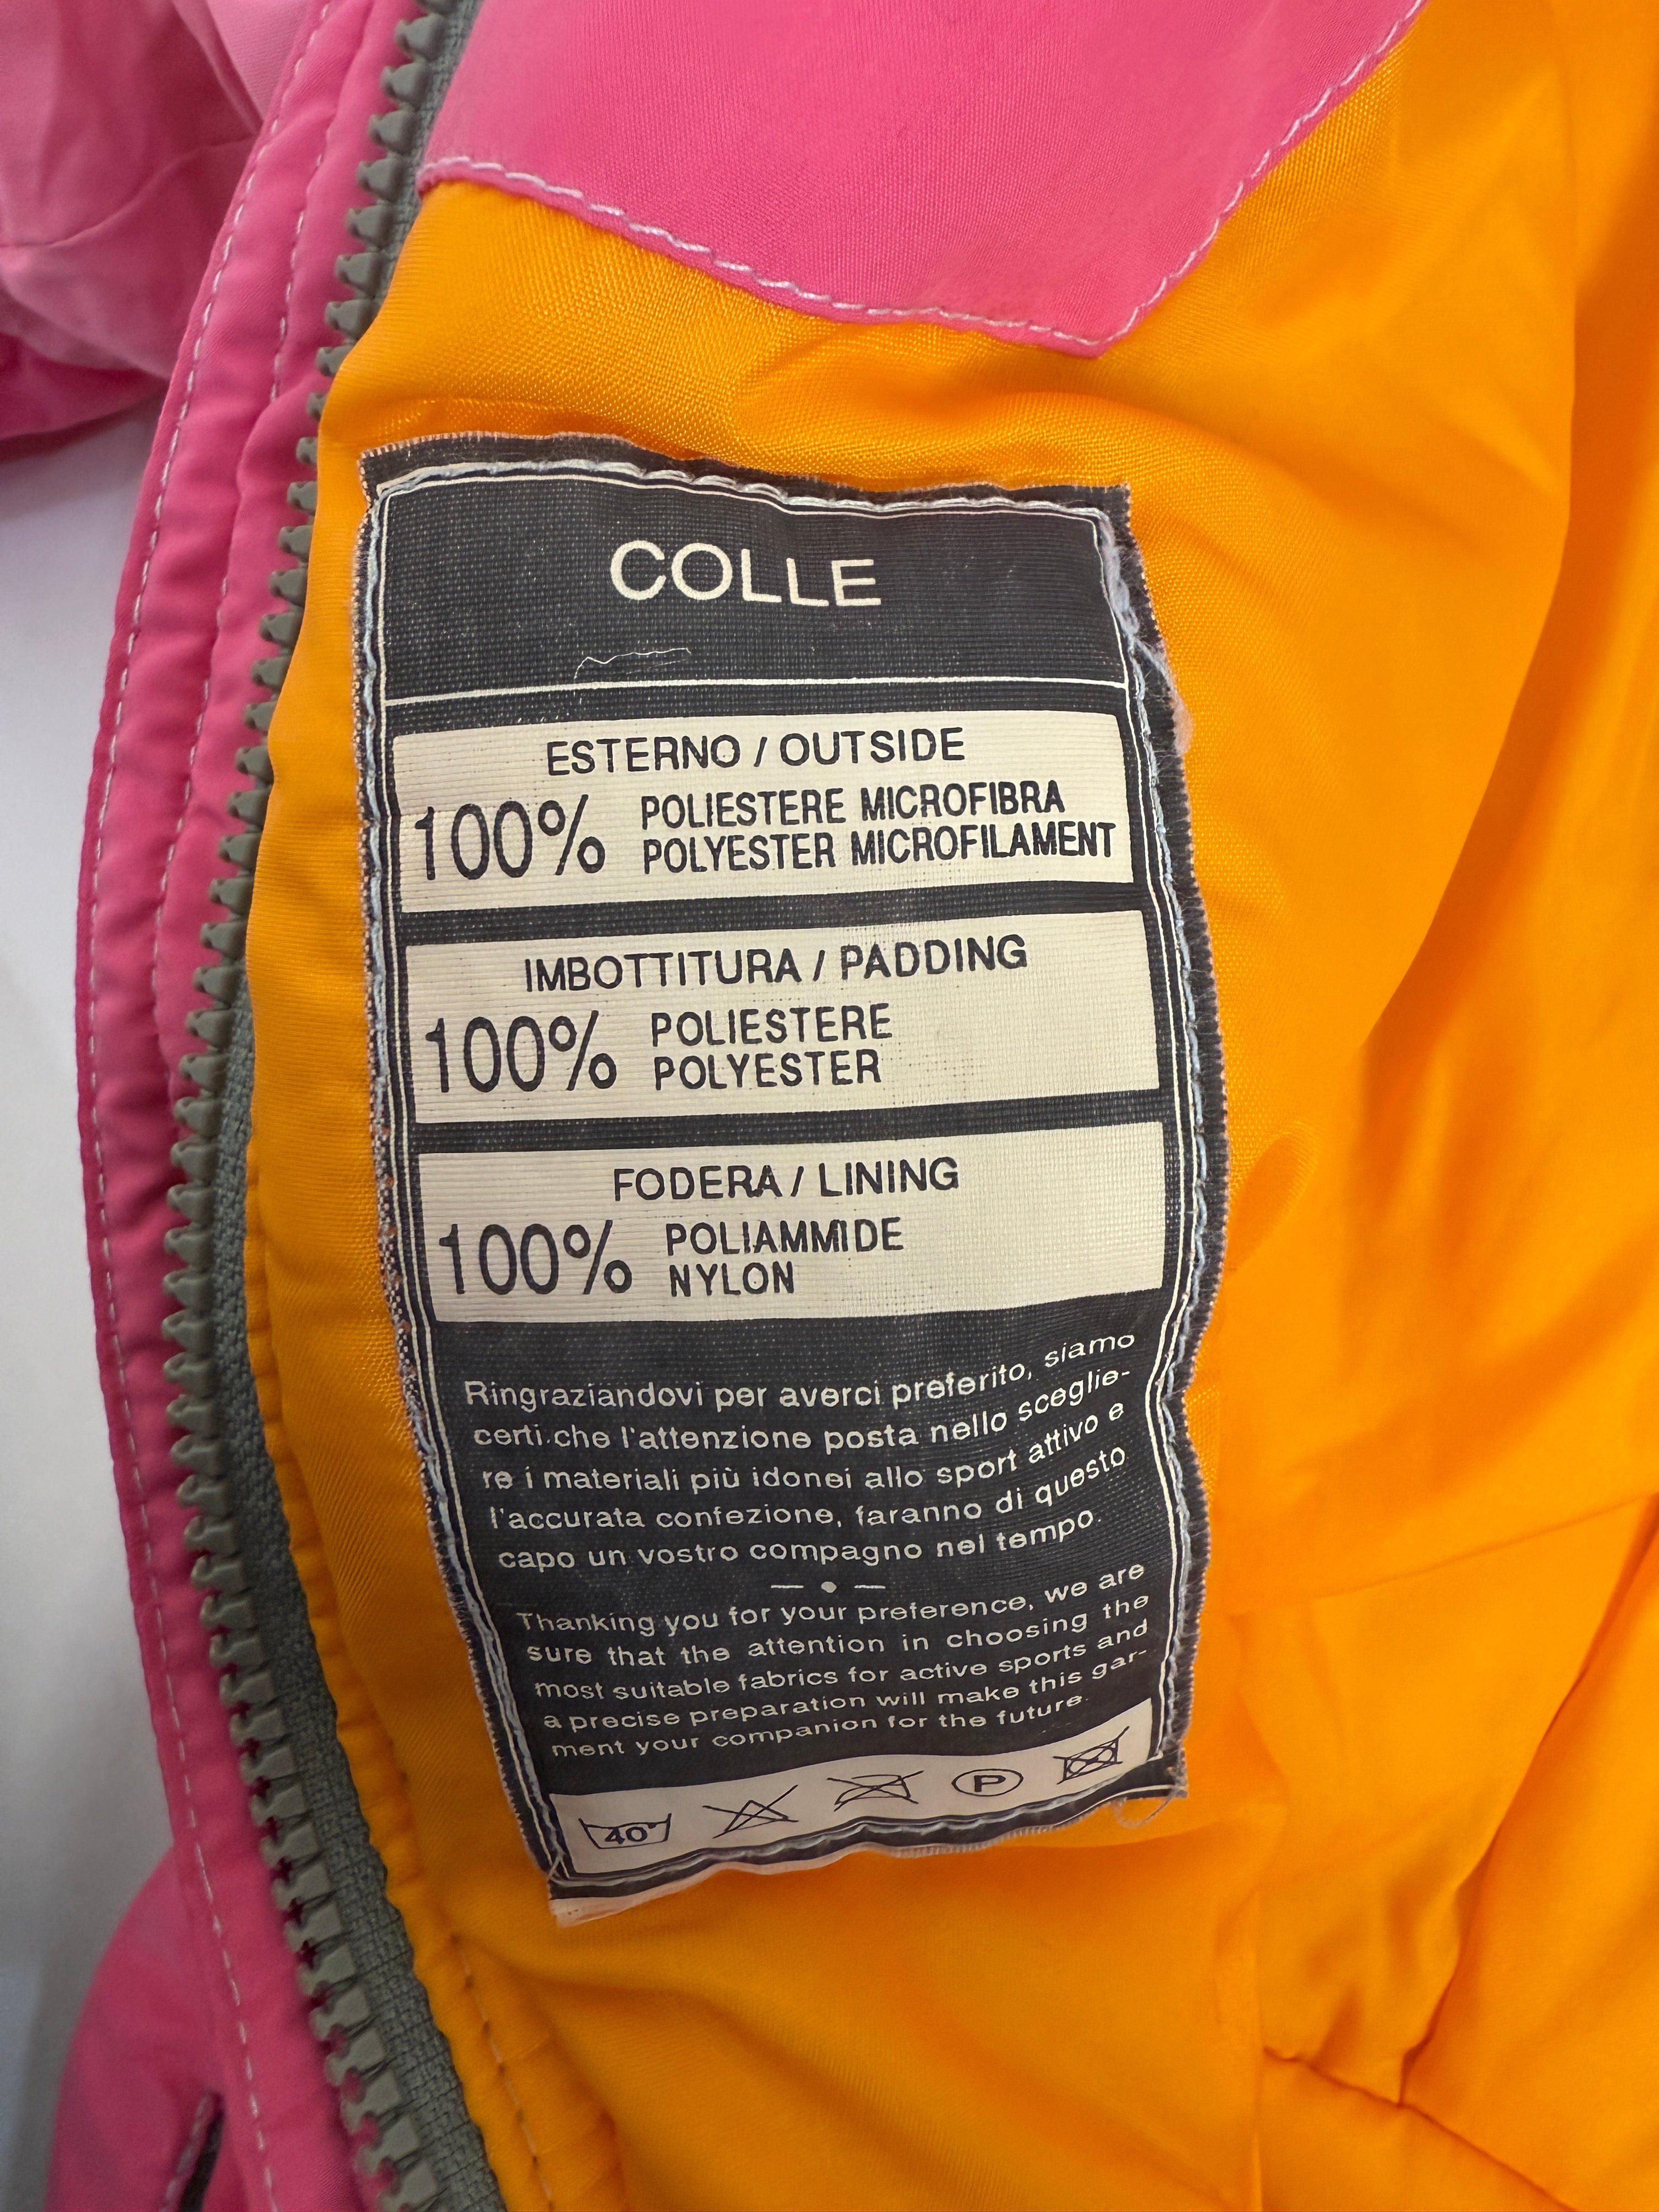 COLLE
ESTERNO / OUTSIDE
100% POLIESTERE MICROFIBRA
POLYESTER MICROFILAMENT
IMBOTTITURA / PADDING
100% POLIESTERE
POLYESTER
FODERA / LINING
100% POLIAMMIDE
NYLON
Ringraziandovi per averci preferito, siamo
certi che l'attenzione posta nello sceglie-
re i materiali più idonei allo sport attivo e
l'accurata confezione, faranno di questo
capo un vostro compagno nel tempo.
Thanking you for your preference, we are
sure that the attention in choosing the
most suitable fabrics for active sports and
a precise preparation will make this gar-
ment your companion for the future.
40° P